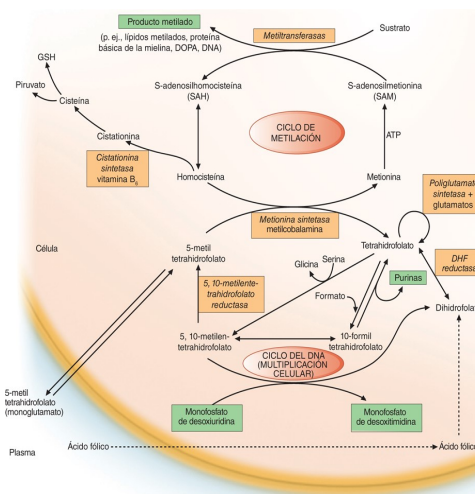 Producto metilado
(p. ej., lípidos metilados, proteína
básica de la mielina, DOPA, DNA)
Metiltransferasas
Sustrato
GSH
Piruvato
Cisteína
S-adenosilhomocisteína
(SAH)
S-adenosilmetionina
(SAM)
CICLO DE
METILACIÓN
ATP
Cistationina
Cistationina
sintetasa
vitamina B6
Homocisteína
Metionina
Poliglutamato
sintetasa +
glutamatos
Metionina sintetasa
metilcobalamina
Célula
5-metil
tetrahidrofolato
Tetrahidrofolato
DHF
reductasa
Serina
Glicina
Purinas
5, 10-metilente-
trahidrofolato
reductasa
Formato
Dihidrofola
5, 10-metilen-
tetrahidrofolato
10-formil
tetrahidrofolato
CICLO DEL DNA
(MULTIPLICACIÓN
CELULAR)
5-metil
tetrahidrofolato
(monoglutamato)
Monofosfato
de desoxiuridina
Monofosfato
de desoxitimidina
Plasma
Ácido fólico
Ácido fólico